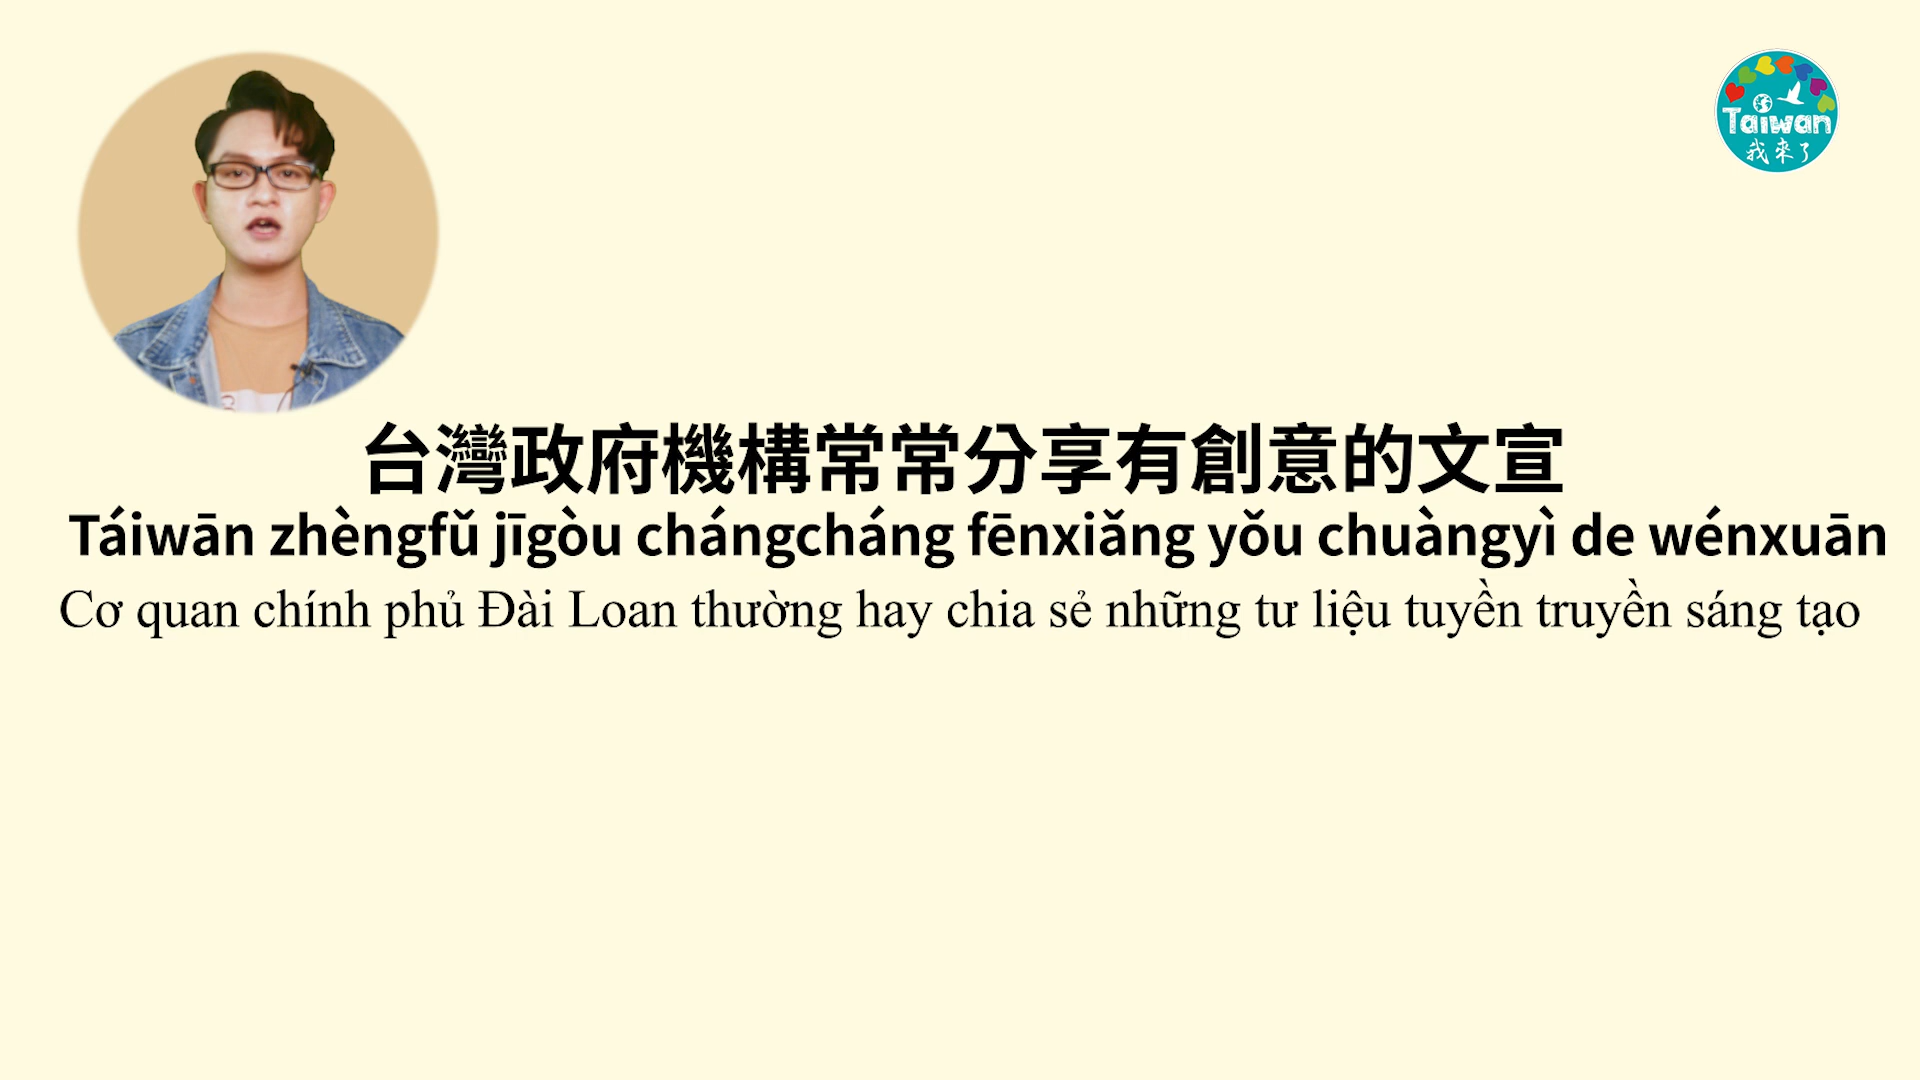 Taiwan
我來了
台灣政府機構常常分享有創意的文宣
Táiwān zhèngfǔ jīgòu chángcháng fēnxiǎng yǒu chuàngyì de wénxuān
Cơ quan chính phủ Đài Loan thường hay chia sẻ những tư liệu tuyền truyền sáng tạo